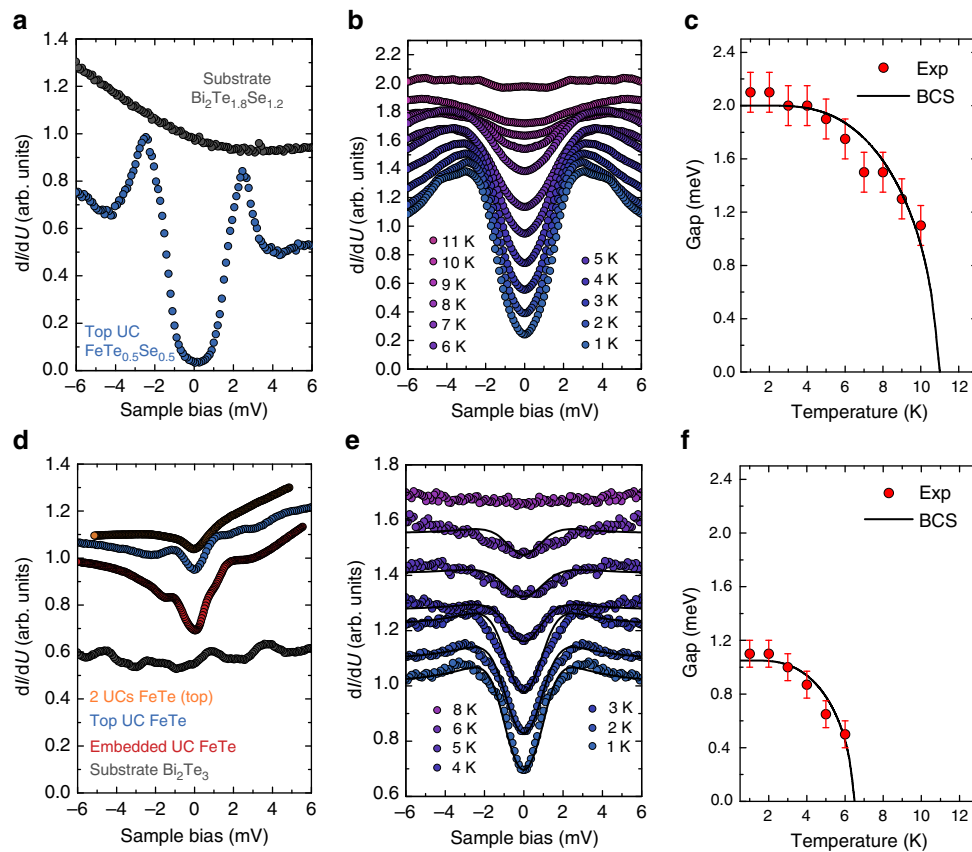 a
dI/dU (arb. units)
1.4
1.2
1.0
0.8
0.6
0.4
0.2
0.0
Substrate
Bi2Te1.8Se1.2
Top UC
FeTe0.5Se0.5
−6 −4 −2 0 2 4 6
Sample bias (mV)
b
dI/dU (arb. units)
2.2
2.0
1.8
1.6
1.4
1.2
1.0
0.8
0.6
0.4
0.2
0.0
11 K
10 K
9 K
8 K
7 K
6 K
5 K
4 K
3 K
2 K
1 K
−6 −4 −2 0 2 4 6
Sample bias (mV)
c
Gap (meV)
2.4
2.0
1.6
1.2
0.8
0.4
0.0
Exp
BCS
2 4 6 8 10 12
Temperature (K)
d
dI/dU (arb. units)
1.4
1.2
1.0
0.8
0.6
0.4
0.2
0.0
2 UCs FeTe (top)
Top UC FeTe
Embedded UC FeTe
Substrate Bi2Te3
−6 −4 −2 0 2 4 6
Sample bias (mV)
e
dI/dU (arb. units)
1.8
1.6
1.4
1.2
1.0
0.8
0.6
8 K
6 K
5 K
4 K
3 K
2 K
1 K
−6 −4 −2 0 2 4 6
Sample bias (mV)
f
Gap (meV)
2.4
2.0
1.6
1.2
0.8
0.4
0.0
Exp
BCS
2 4 6 8 10 12
Temperature (K)